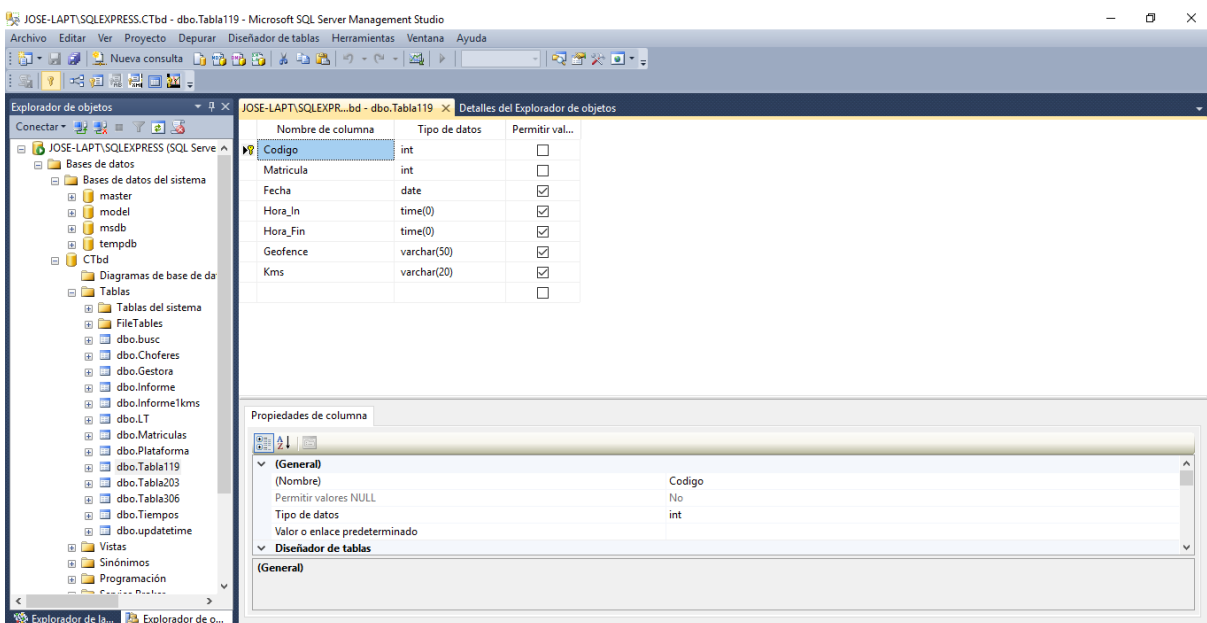 JOSE-LAPT\SQLEXPRESS.CTbd - dbo.Tabla119 - Microsoft SQL Server Management Studio
Archivo Editar Ver Proyecto Depurar Diseñador de tablas Herramientas Ventana Ayuda
Nueva consulta
Explorador de objetos
JOSE-LAPT\SQLEXPR...bd - dbo.Tabla119
Detalles del Explorador de objetos
Conectar
JOSE-LAPT\SQLEXPRESS (SQL Serve
Bases de datos
Bases de datos del sistema
master
model
msdb
tempdb
CTbd
Diagramas de base de da
Tablas
Tablas del sistema
FileTables
dbo.busc
dbo.Choferes
dbo.Gestora
dbo.Informe
dbo.Informe1kms
dbo.LT
dbo.Matriculas
dbo.Plataforma
dbo.Tabla119
dbo.Tabla203
dbo.Tabla306
dbo.Tiempos
dbo.updatetime
Vistas
Sinónimos
Programación
Service Broker
Explorador de la...
Explorador de o...
Nombre de columna Tipo de datos Permitir val...
Codigo int
Matricula int
Fecha date
Hora_In time(0)
Hora_Fin time(0)
Geofence varchar(50)
Kms varchar(20)
Propiedades de columna
(General)
(Nombre) Codigo
Permitir valores NULL No
Tipo de datos int
Valor o enlace predeterminado
Diseñador de tablas
(General)